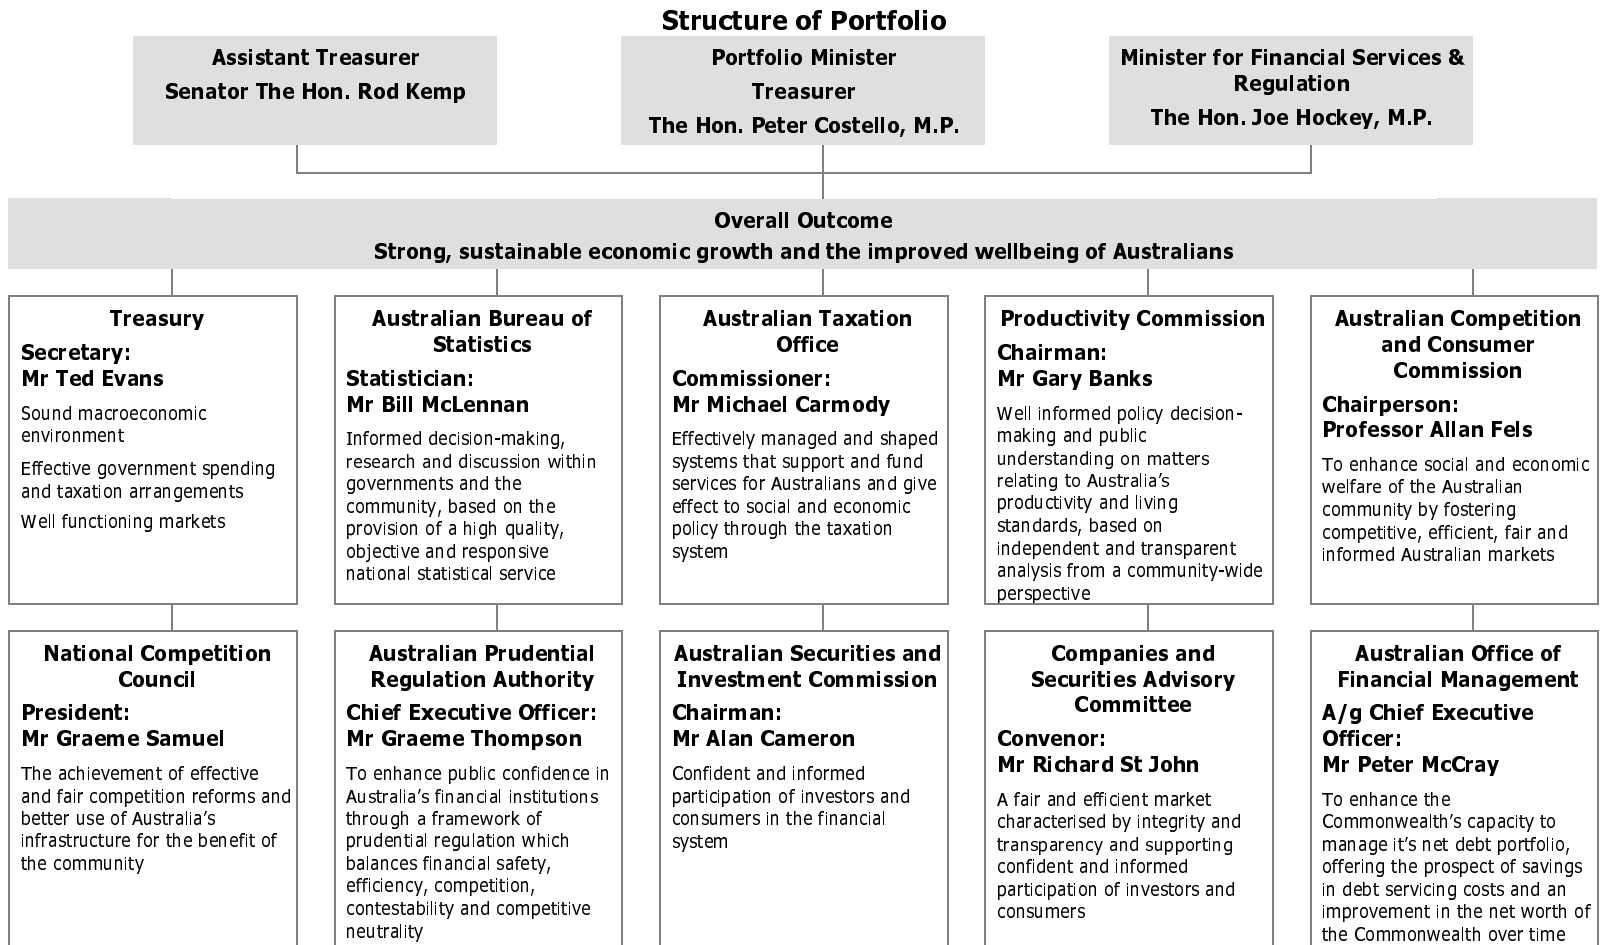 Structure of Portfolio
Assistant Treasurer
Senator The Hon. Rod Kemp
Portfolio Minister
Treasurer
The Hon. Peter Costello, M.P.
Minister for Financial Services &
Regulation
The Hon. Joe Hockey, M.P.
Overall Outcome
Strong, sustainable economic growth and the improved wellbeing of Australians
Treasury
Secretary:
Mr Ted Evans
Sound macroeconomic
environment
Effective government spending
and taxation arrangements
Well functioning markets
Australian Bureau of
Statistics
Statistician:
Mr Bill McLennan
Informed decision-making,
research and discussion within
governments and the
community, based on the
provision of a high quality,
objective and responsive
national statistical service
Australian Taxation
Office
Commissioner:
Mr Michael Carmody
Effectively managed and shaped
systems that support and fund
services for Australians and give
effect to social and economic
policy through the taxation
system
Productivity Commission
Chairman:
Mr Gary Banks
Well informed policy decision-
making and public
understanding on matters
relating to Australia’s
productivity and living
standards, based on
independent and transparent
analysis from a community-wide
perspective
Australian Competition
and Consumer
Commission
Chairperson:
Professor Allan Fels
To enhance social and economic
welfare of the Australian
community by fostering
competitive, efficient, fair and
informed Australian markets
National Competition
Council
President:
Mr Graeme Samuel
The achievement of effective
and fair competition reforms and
better use of Australia’s
infrastructure for the benefit of
the community
Australian Prudential
Regulation Authority
Chief Executive Officer:
Mr Graeme Thompson
To enhance public confidence in
Australia’s financial institutions
through a framework of
prudential regulation which
balances financial safety,
efficiency, competition,
contestability and competitive
neutrality
Australian Securities and
Investment Commission
Chairman:
Mr Alan Cameron
Confident and informed
participation of investors and
consumers in the financial
system
Companies and
Securities Advisory
Committee
Convenor:
Mr Richard St John
A fair and efficient market
characterised by integrity and
transparency and supporting
confident and informed
participation of investors and
consumers
Australian Office of
Financial Management
A/g Chief Executive
Officer:
Mr Peter McCray
To enhance the
Commonwealth’s capacity to
manage it’s net debt portfolio,
offering the prospect of savings
in debt servicing costs and an
improvement in the net worth of
the Commonwealth over time